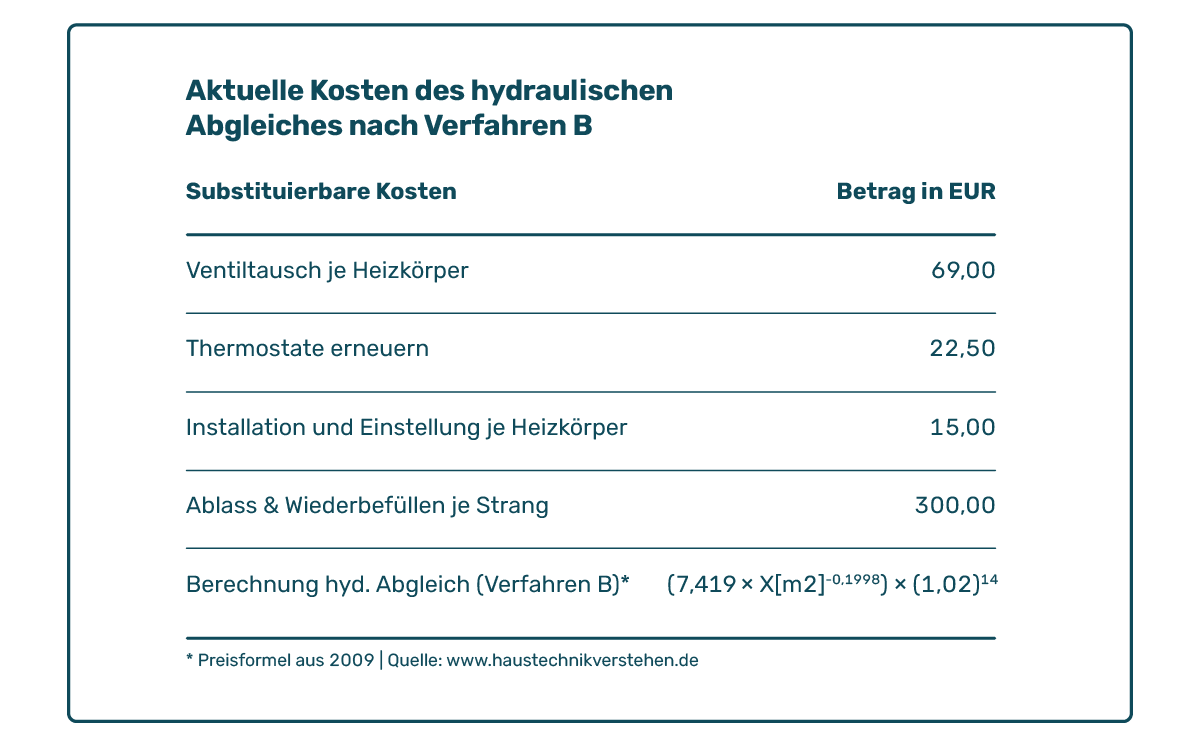 Aktuelle Kosten des hydraulischen
Abgleiches nach Verfahren B
Substituierbare Kosten Betrag in EUR
Ventiltausch je Heizkörper 69,00
Thermostate erneuern 22,50
Installation und Einstellung je Heizkörper 15,00
Ablass & Wiederbefüllen je Strang 300,00
Berechnung hyd. Abgleich (Verfahren B)* (7,419 × X[m2]⁻⁰,¹⁹⁹⁸) × (1,02)¹⁴
* Preisformel aus 2009 | Quelle: www.haustechnikverstehen.de